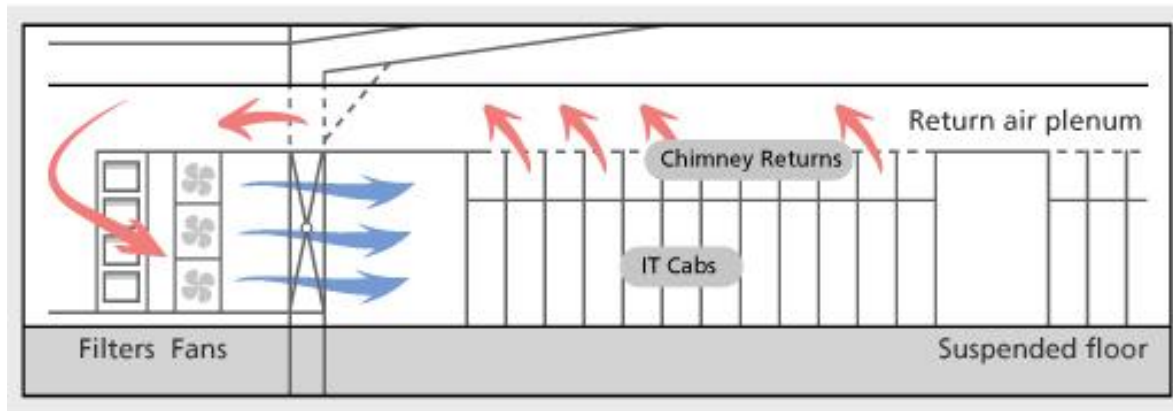 Return air plenum
Chimney Returns
IT Cabs
Filters Fans
Suspended floor